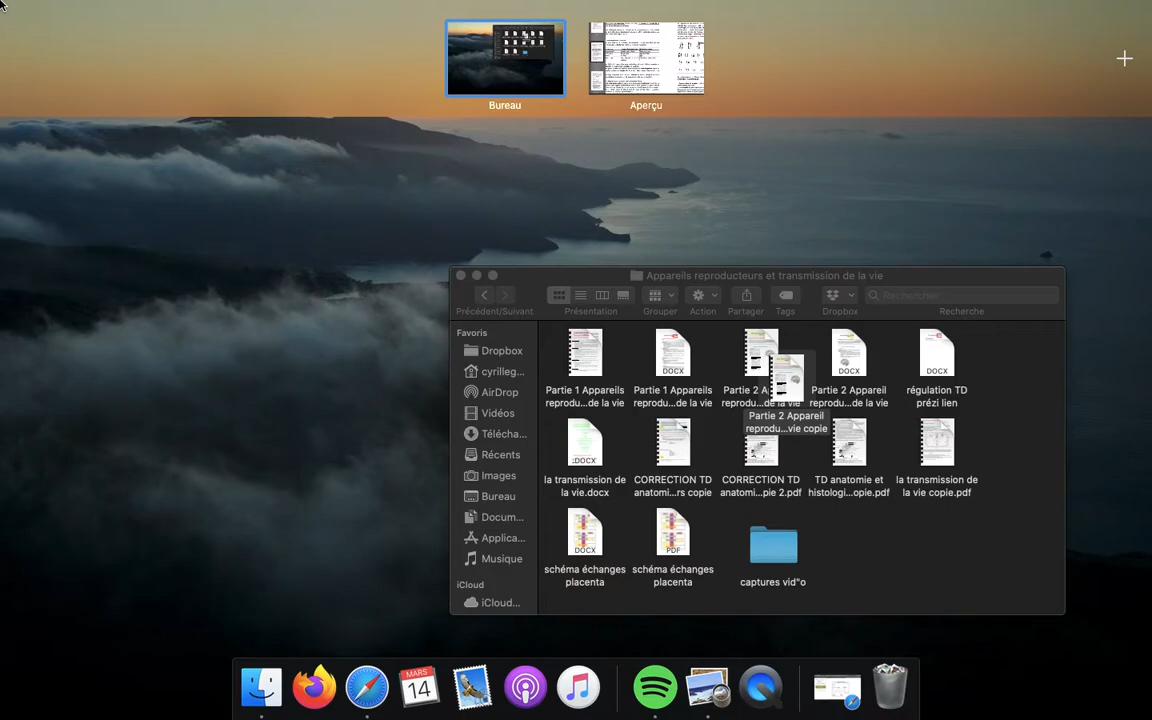 Bureau
Aperçu
Appareils reproducteurs et transmission de la vie
Précédent/Suivant
Présentation
Grouper
Action
Partager
Tags
Dropbox
Rechercher
Recherche
Favoris
Dropbox
cyrilleg...
AirDrop
Vidéos
Télécha...
Récents
Images
Bureau
Docum...
Applica...
Musique
iCloud
iCloud...
Partie 1 Appareils
reprodu...de la vie
DOCX
Partie 1 Appareils
reprodu...de la vie
Partie 2
reprodu...de la vie
DOCX
Partie 2 Appareil
reprodu...de la vie
DOCX
régulation TD
prézi lien
Partie 2 Appareil
reprodu...vie copie
DOCX
la transmission de
la vie.docx
CORRECTION TD
anatomi...rs copie
CORRECTION TD
anatomi...pie 2.pdf
TD anatomie et
histologi...opie.pdf
la transmission de
la vie copie.pdf
DOCX
schéma échanges
placenta
PDF
schéma échanges
placenta
captures vid"o
MARS
14